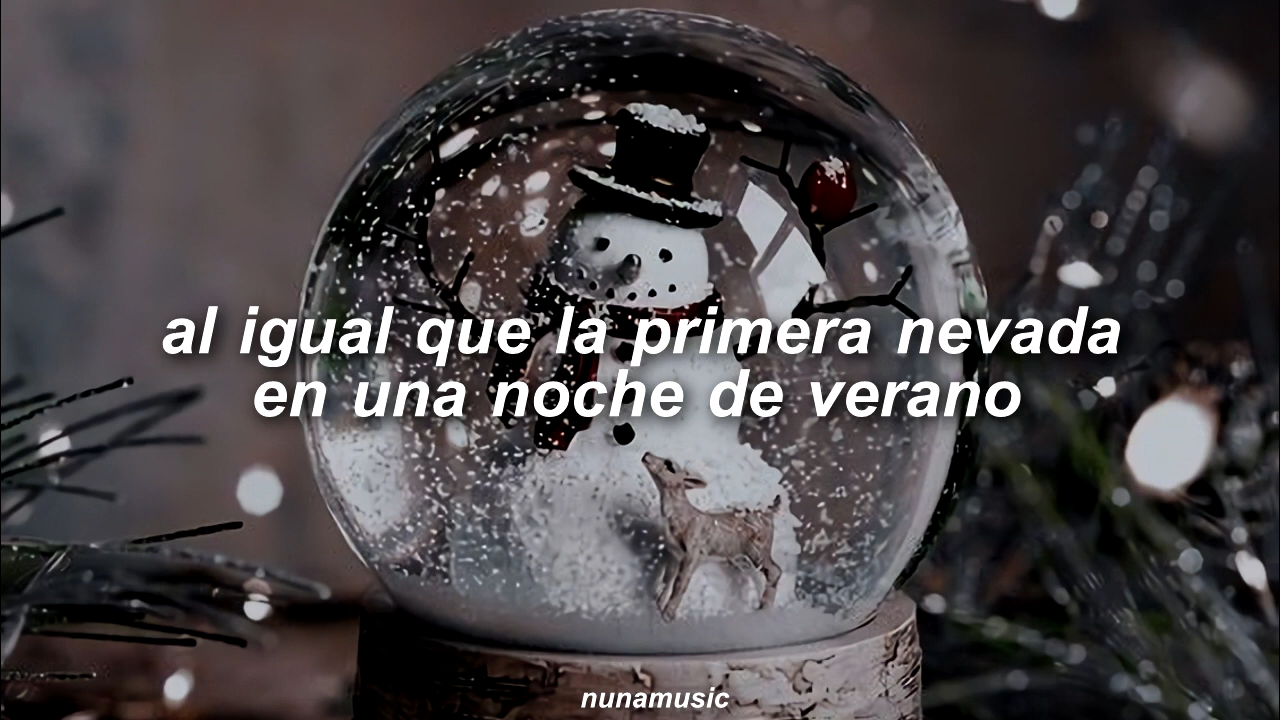 al igual que la primera nevada
en una noche de verano
nunamusic